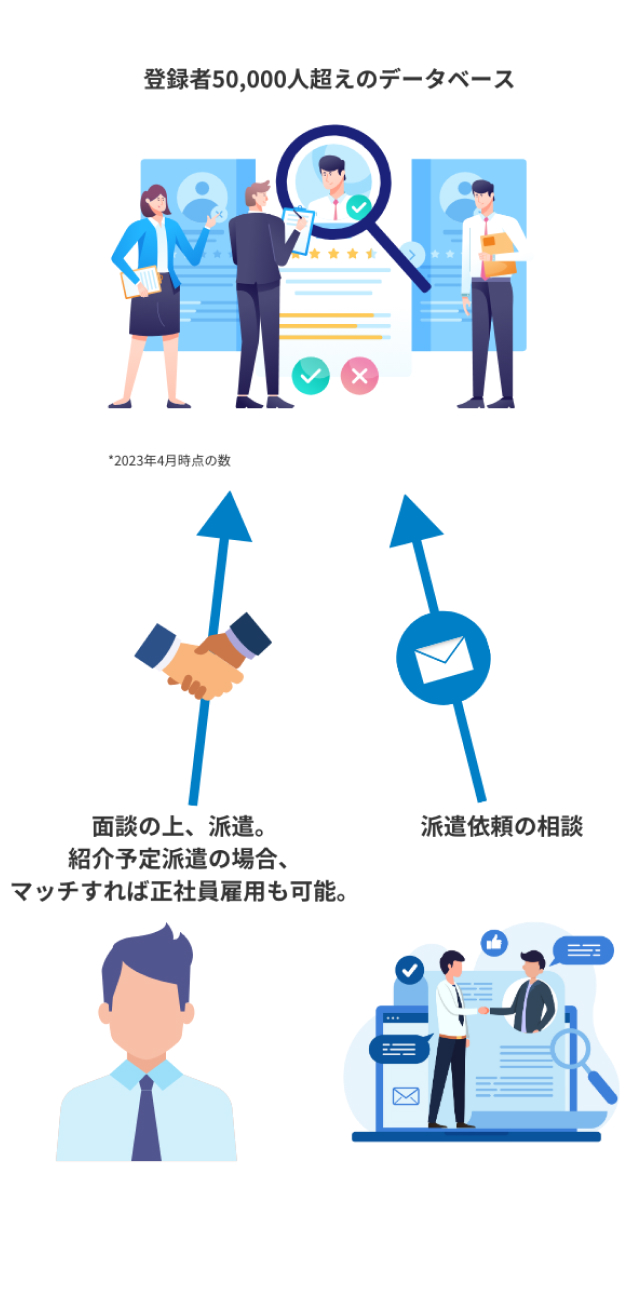 登録者50,000人超えのデータベース
*2023年4月時点の数
面談の上、派遣。
紹介予定派遣の場合、
マッチすれば正社員雇用も可能。
派遣依頼の相談